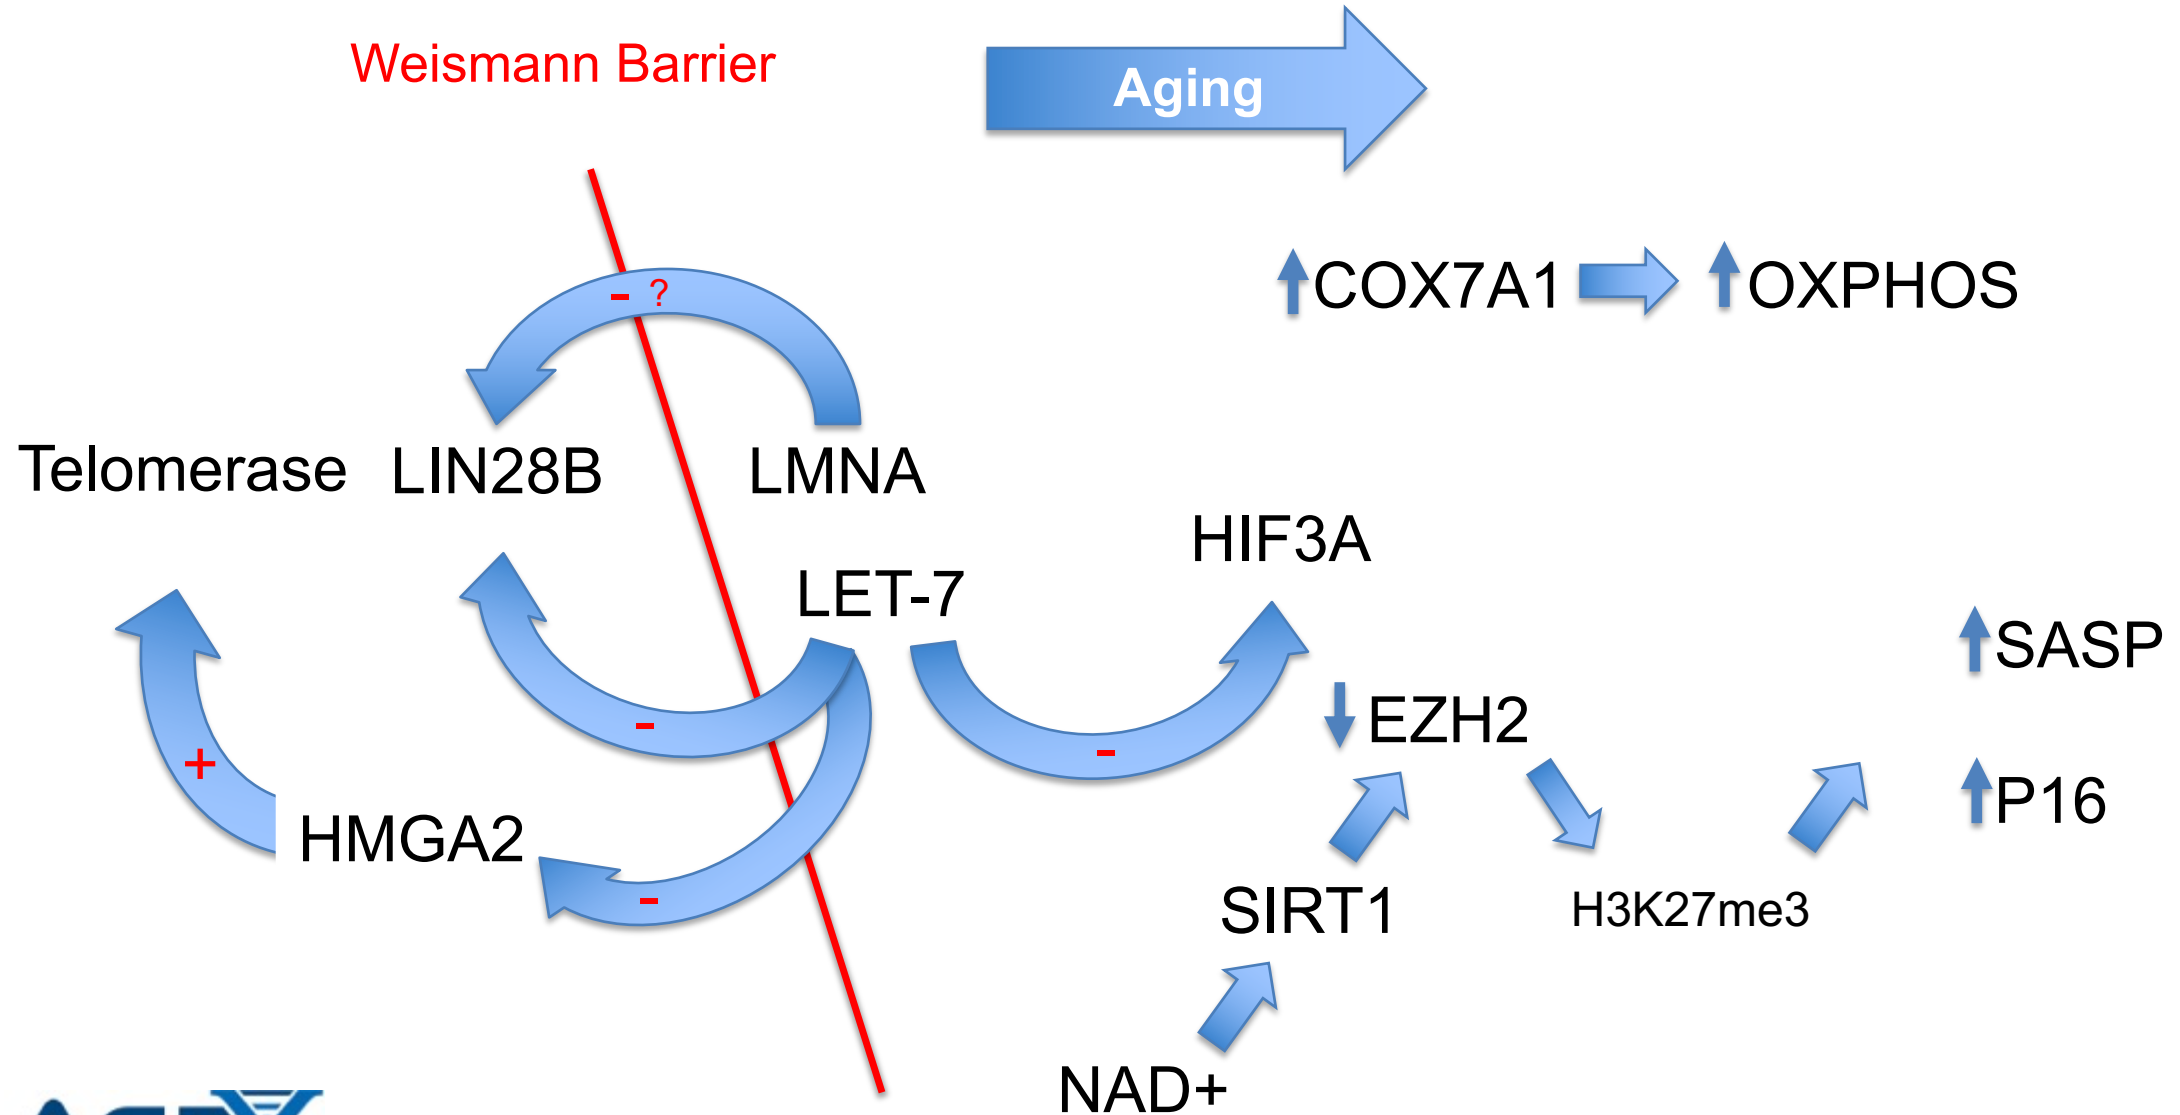 Weismann Barrier
Aging
COX7A1
OXPHOS
- ?
Telomerase
LIN28B
LMNA
HIF3A
LET-7
SASP
EZH2
-
-
+
P16
HMGA2
-
SIRT1
H3K27me3
NAD+